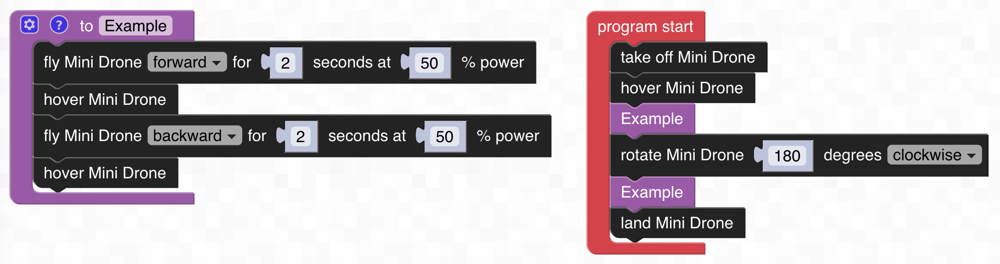 to Example
fly Mini Drone forward for 2 seconds at 50 % power
hover Mini Drone
fly Mini Drone backward for 2 seconds at 50 % power
hover Mini Drone
program start
take off Mini Drone
hover Mini Drone
Example
rotate Mini Drone 180 degrees clockwise
Example
land Mini Drone